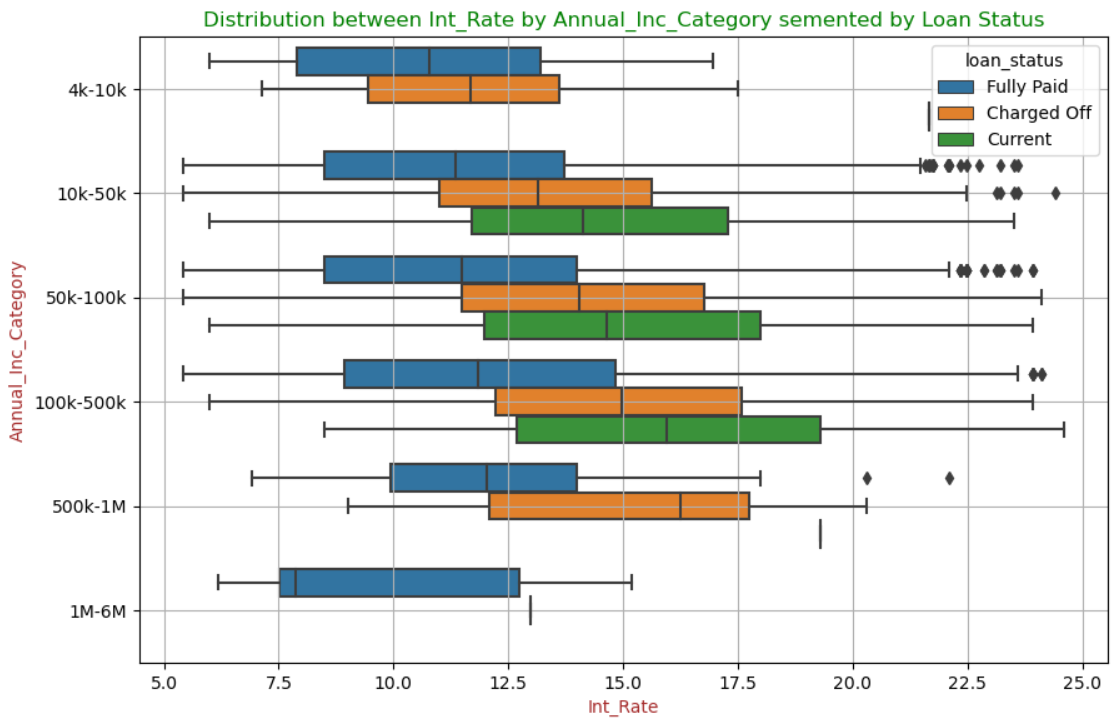 Distribution between Int_Rate by Annual_Inc_Category semented by Loan Status
loan_status
Fully Paid
Charged Off
Current
Annual_Inc_Category
4k-10k
10k-50k
50k-100k
100k-500k
500k-1M
1M-6M
5.0 7.5 10.0 12.5 15.0 17.5 20.0 22.5 25.0
Int_Rate